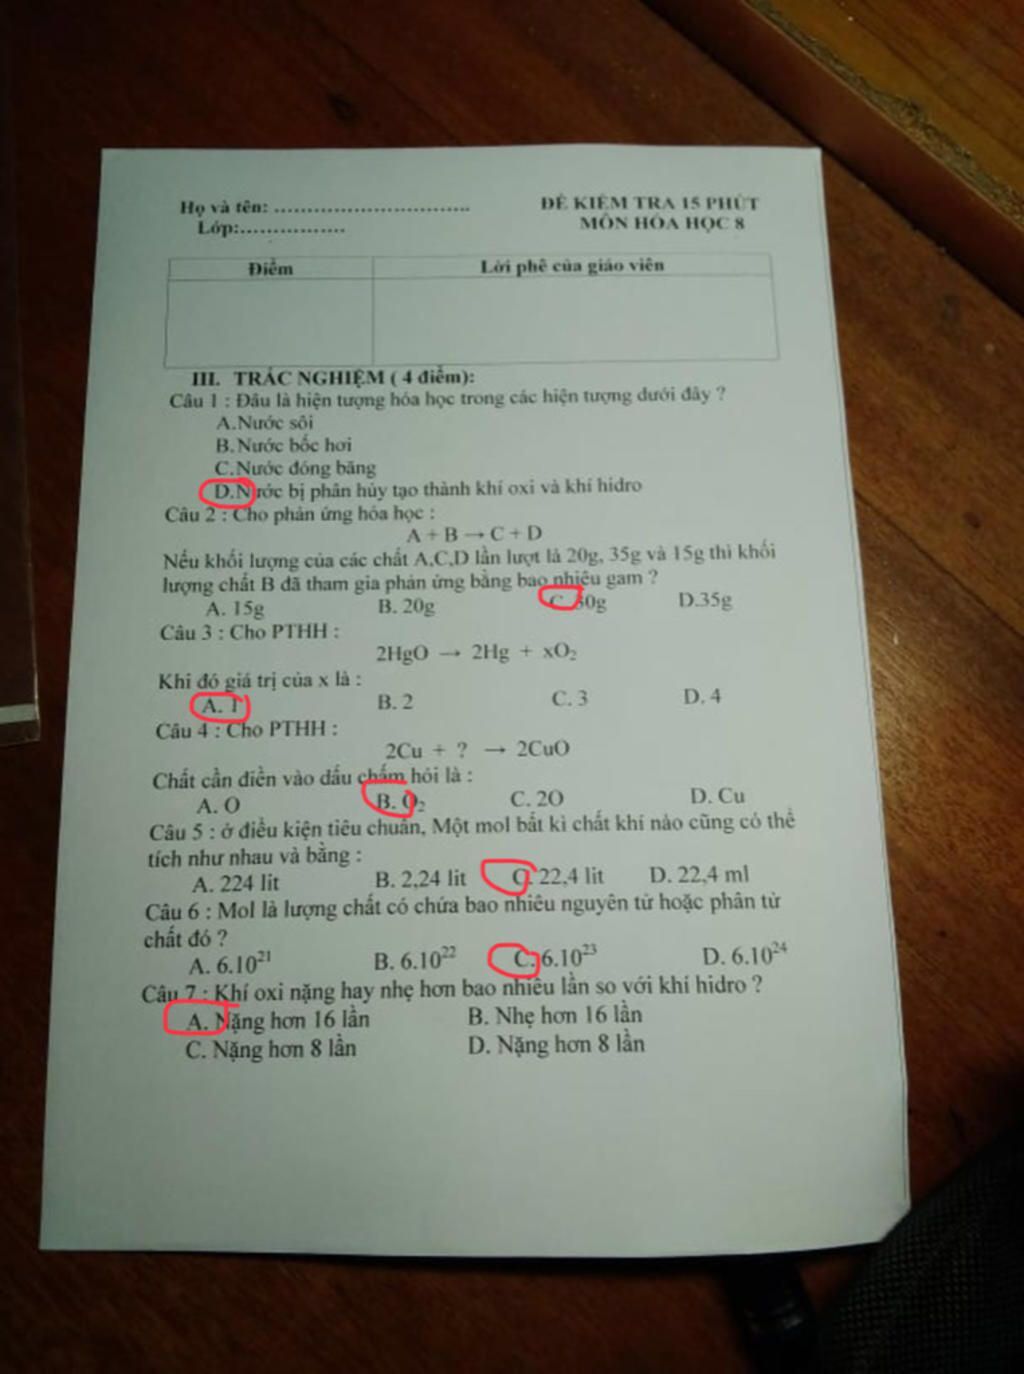 Họ và tên: ..............................
Lớp:................
ĐỀ KIỂM TRA 15 PHÚT
MÔN HÓA HỌC 8
Điểm
Lời phê của giáo viên
III. TRẮC NGHIỆM ( 4 điểm):
Câu 1 : Đâu là hiện tượng hóa học trong các hiện tượng dưới đây ?
A.Nước sôi
B.Nước bốc hơi
C.Nước đóng băng
D.Nước bị phân hủy tạo thành khí oxi và khí hidro
Câu 2 : Cho phản ứng hóa học :
A + B → C + D
Nếu khối lượng của các chất A,C,D lần lượt là 20g, 35g và 15g thì khối
lượng chất B đã tham gia phản ứng bằng bao nhiêu gam ?
A. 15g B. 20g C. 30g D.35g
Câu 3 : Cho PTHH :
2HgO → 2Hg + xO₂
Khi đó giá trị của x là :
A. 1 B. 2 C. 3 D. 4
Câu 4 : Cho PTHH :
2Cu + ? → 2CuO
Chất cần điền vào dấu chấm hỏi là :
A. O B. O₂ C. 2O D. Cu
Câu 5 : ở điều kiện tiêu chuẩn, Một mol bất kì chất khí nào cũng có thể
tích như nhau và bằng :
A. 224 lit B. 2,24 lit C. 22,4 lit D. 22,4 ml
Câu 6 : Mol là lượng chất có chứa bao nhiêu nguyên tử hoặc phân tử
chất đó ?
A. 6.10²¹ B. 6.10²² C. 6.10²³ D. 6.10²⁴
Câu 7 : Khí oxi nặng hay nhẹ hơn bao nhiêu lần so với khí hidro ?
A. Nặng hơn 16 lần B. Nhẹ hơn 16 lần
C. Nặng hơn 8 lần D. Nặng hơn 8 lần